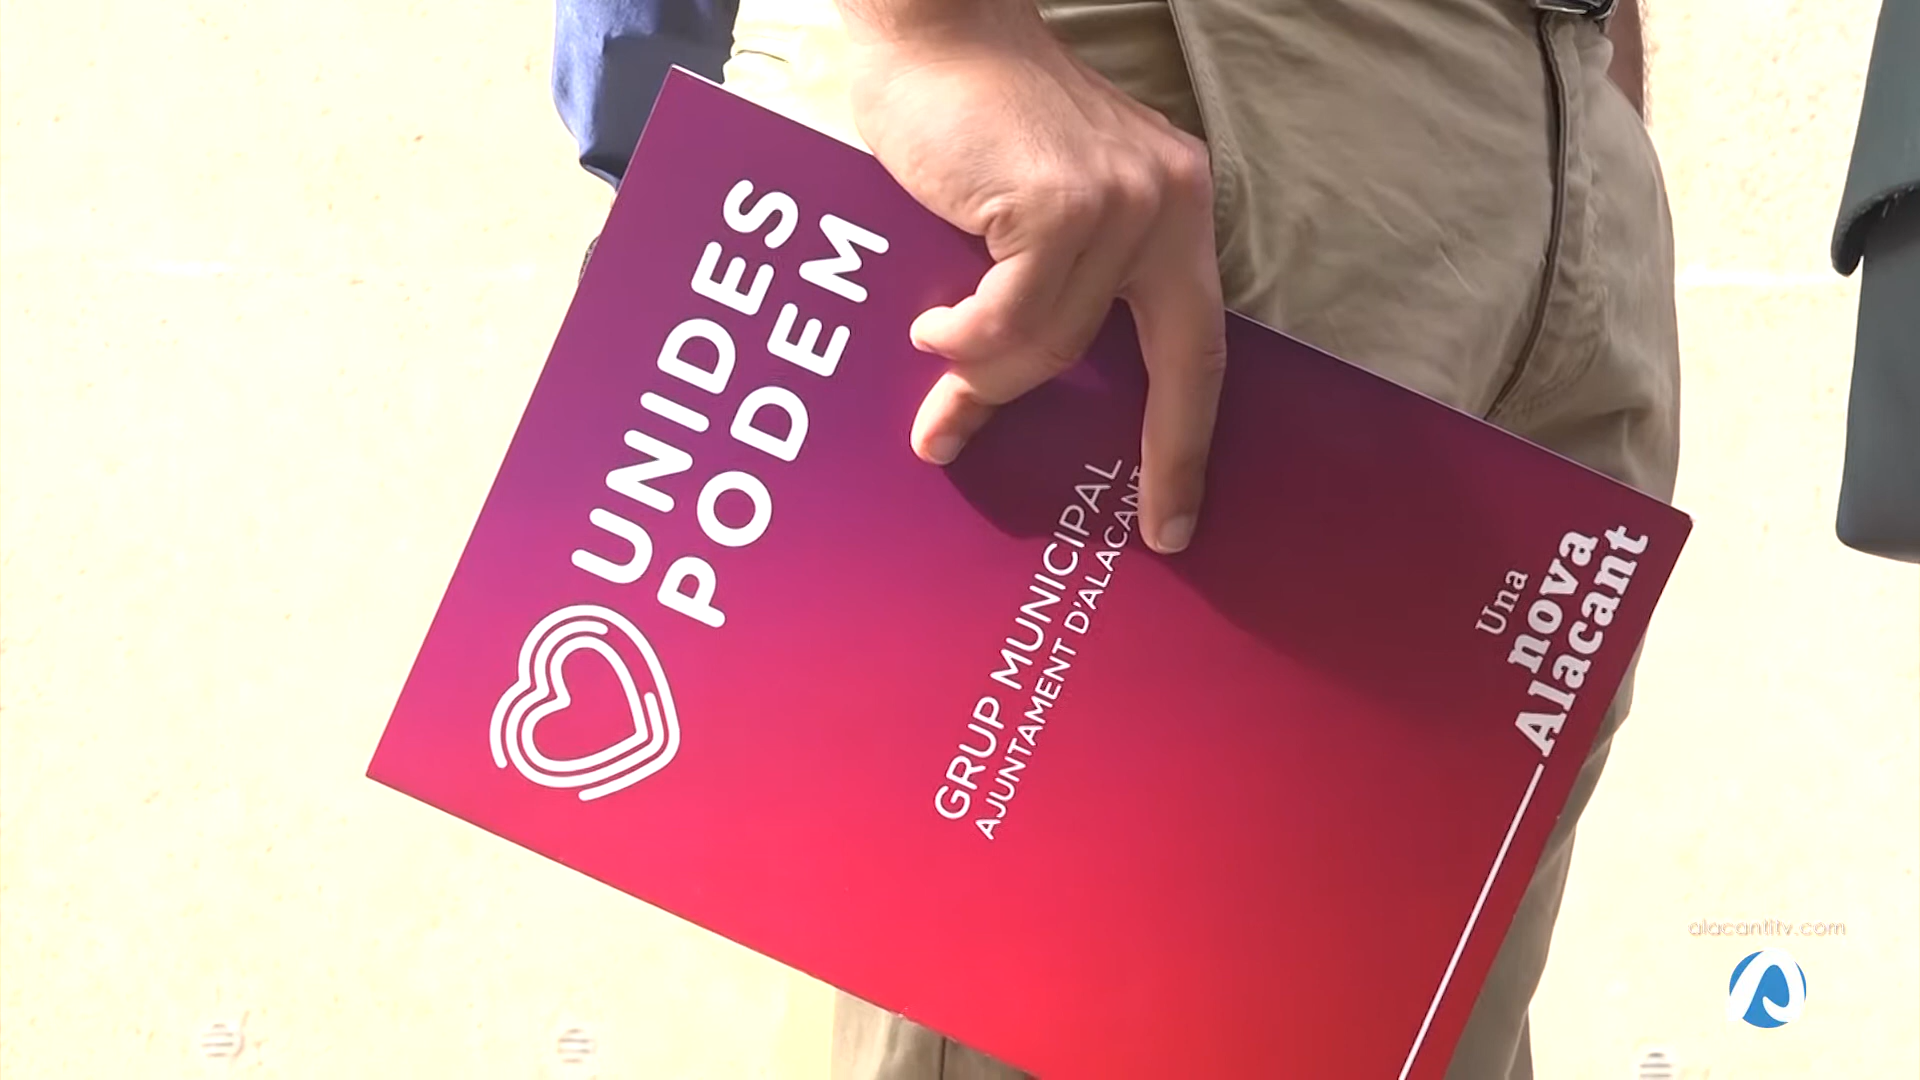 UNIDES
PODEM
GRUP MUNICIPAL
AJUNTAMENT D'ALACANT
Una
nova
Alacant
alacantitv.com